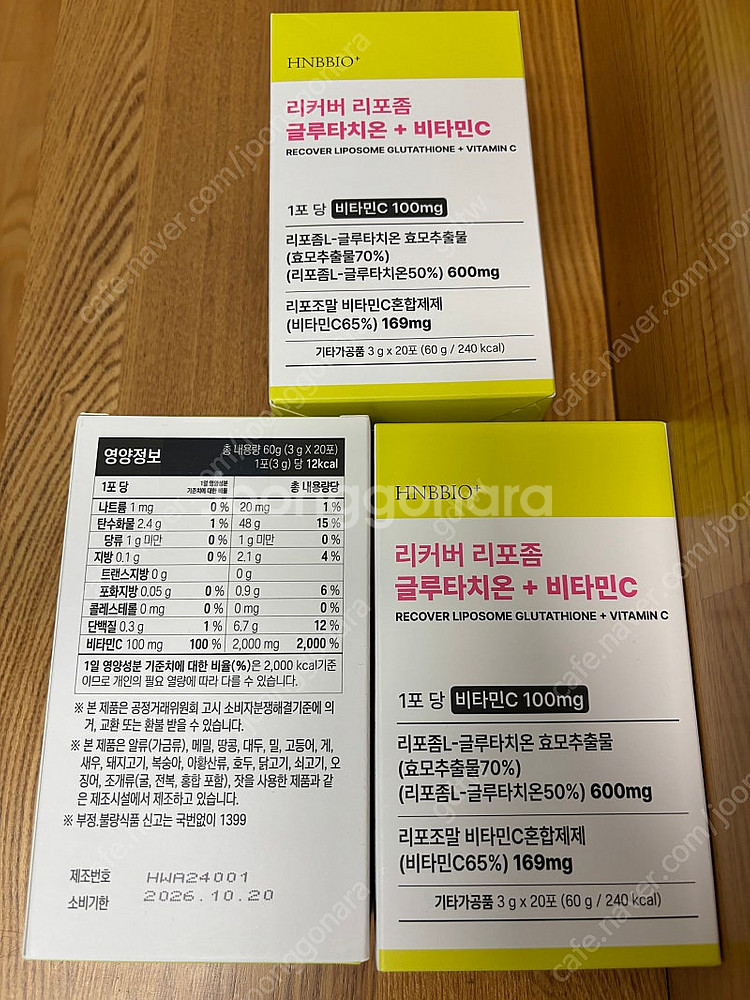 HNBBIO+
리커버 리포좀
글루타치온 + 비타민C
RECOVER LIPOSOME GLUTATHIONE + VITAMIN C
1포 당 비타민C 100mg
리포좀L-글루타치온 효모추출물
(효모추출물70%)
(리포좀L-글루타치온50%) 600mg
리포조말 비타민C혼합제제
(비타민C65%) 169mg
기타가공품 3 g x 20포 (60 g / 240 kcal)
영양정보
총 내용량 60g (3 g X 20포)
1포(3 g) 당 12kcal
1포 당 1일 영양성분 기준치에 대한 비율 총 내용량당
나트륨 1 mg 0 % 20 mg 1 %
탄수화물 2.4 g 1 % 48 g 15 %
당류 1 g 미만 0 % 1 g 미만 0 %
지방 0.1 g 0 % 2.1 g 4 %
트랜스지방 0 g 0 g
포화지방 0.05 g 0 % 0.9 g 6 %
콜레스테롤 0 mg 0 % 0 mg 0 %
단백질 0.3 g 1 % 6.7 g 12 %
비타민C 100 mg 100 % 2,000 mg 2,000 %
1일 영양성분 기준치에 대한 비율(%)은 2,000 kcal기준
이므로 개인의 필요 열량에 따라 다를 수 있습니다.
※ 본 제품은 공정거래위원회 고시 소비자분쟁해결기준에 의
거, 교환 또는 환불 받을 수 있습니다.
※ 본 제품은 알류(가금류), 메밀, 땅콩, 대두, 밀, 고등어, 게,
새우, 돼지고기, 복숭아, 아황산류, 호두, 닭고기, 쇠고기, 오
징어, 조개류(굴, 전복, 홍합 포함), 잣을 사용한 제품과 같
은 제조시설에서 제조하고 있습니다.
※ 부정.불량식품 신고는 국번없이 1399
제조번호 HWA24001
소비기한 2026.10.20
HNBBIO+
리커버 리포좀
글루타치온 + 비타민C
RECOVER LIPOSOME GLUTATHIONE + VITAMIN C
1포 당 비타민C 100mg
리포좀L-글루타치온 효모추출물
(효모추출물70%)
(리포좀L-글루타치온50%) 600mg
리포조말 비타민C혼합제제
(비타민C65%) 169mg
기타가공품 3 g x 20포 (60 g / 240 kcal)
joonggonara
cafe.naver.com/joonggonara